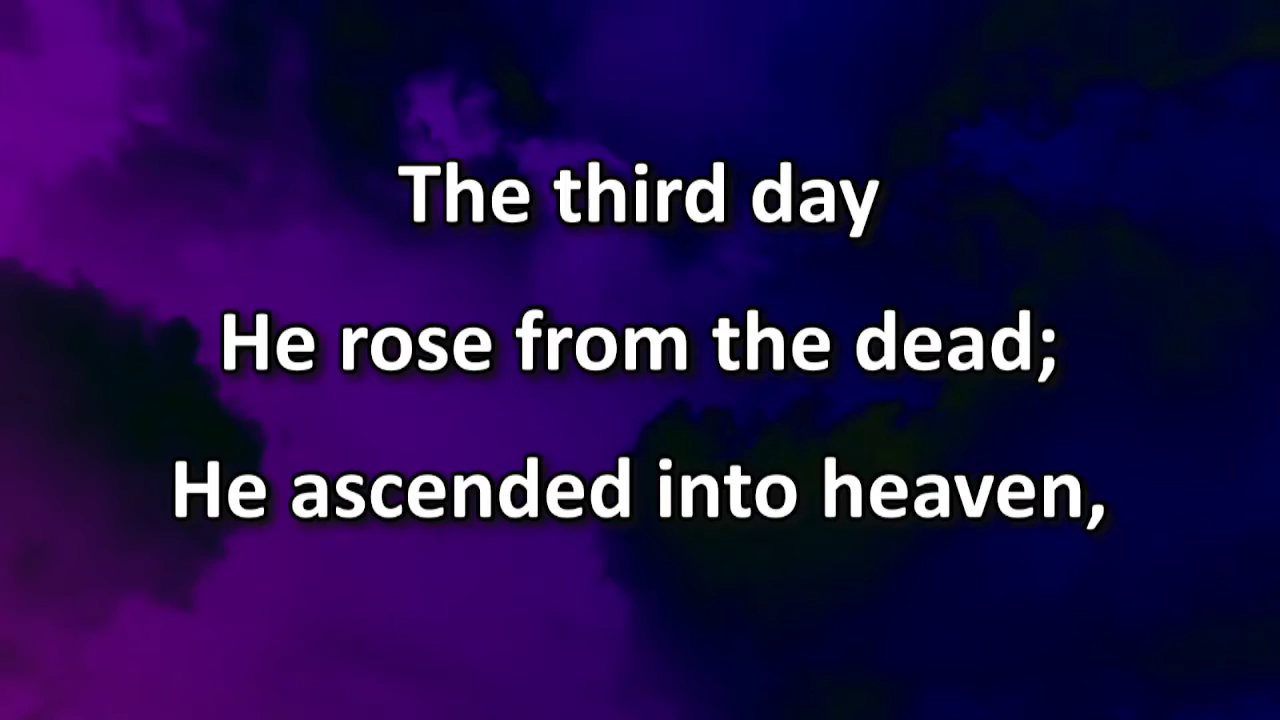 The third day
He rose from the dead;
He ascended into heaven,